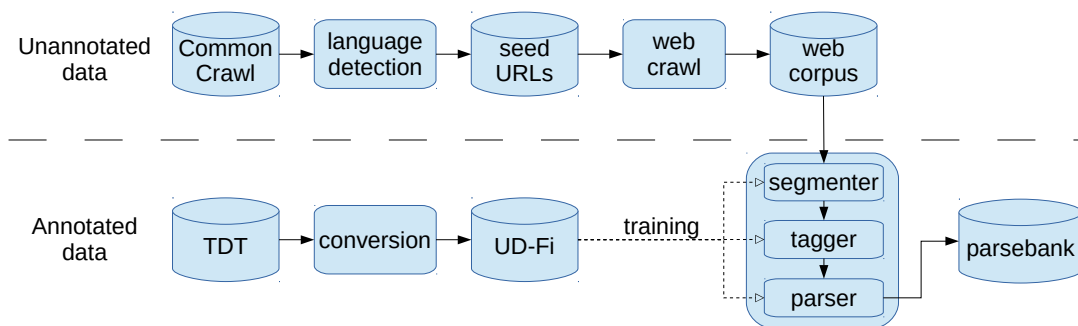 Unannotated
data
Common
Crawl
language
detection
seed
URLs
web
crawl
web
corpus
Annotated
data
TDT
conversion
UD-Fi
training
segmenter
tagger
parser
parsebank